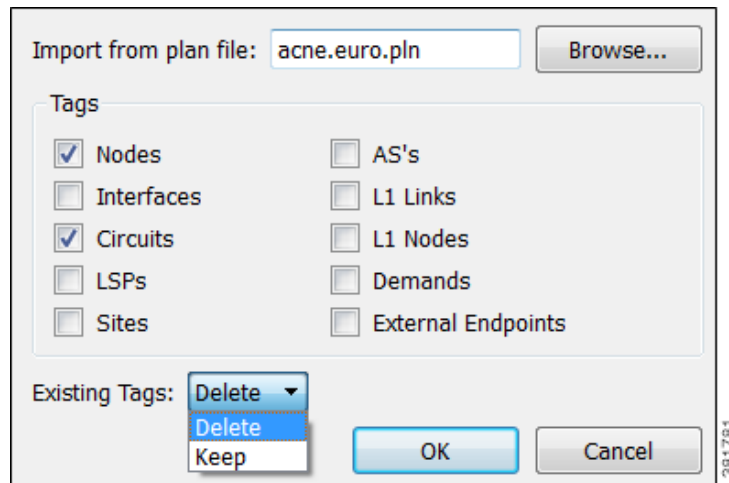 Import from plan file: acne.euro.pln Browse...
Tags
Nodes AS's
Interfaces L1 Links
Circuits L1 Nodes
LSPs Demands
Sites External Endpoints
Existing Tags: Delete
Delete
Keep
OK Cancel
391791